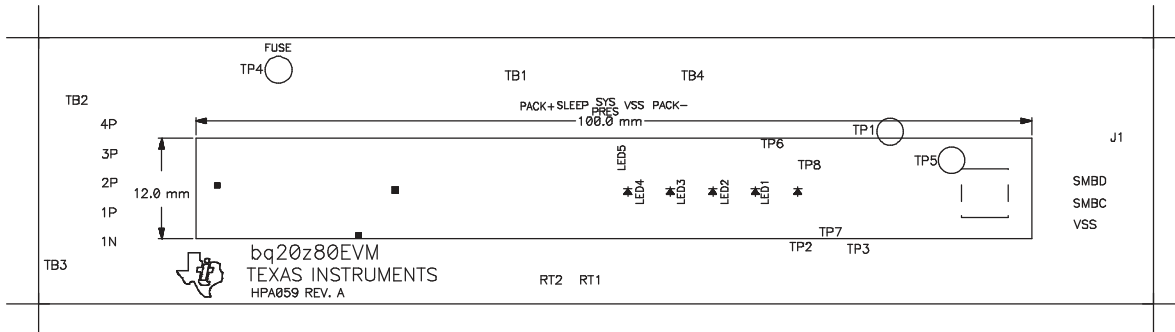 FUSE
TP4
TB1
TB4
TB2
PACK+ SLEEP SYS PRES VSS PACK-
100.0 mm
4P
TP1
J1
3P
LED5
TP6
TP5
TP8
2P
12.0 mm
LED4
LED3
LED2
LED1
SMBD
SMBC
1P
VSS
TP7
1N
TP2
TP3
bq20z80EVM
TB3
TEXAS INSTRUMENTS
RT2
RT1
HPA059 REV. A